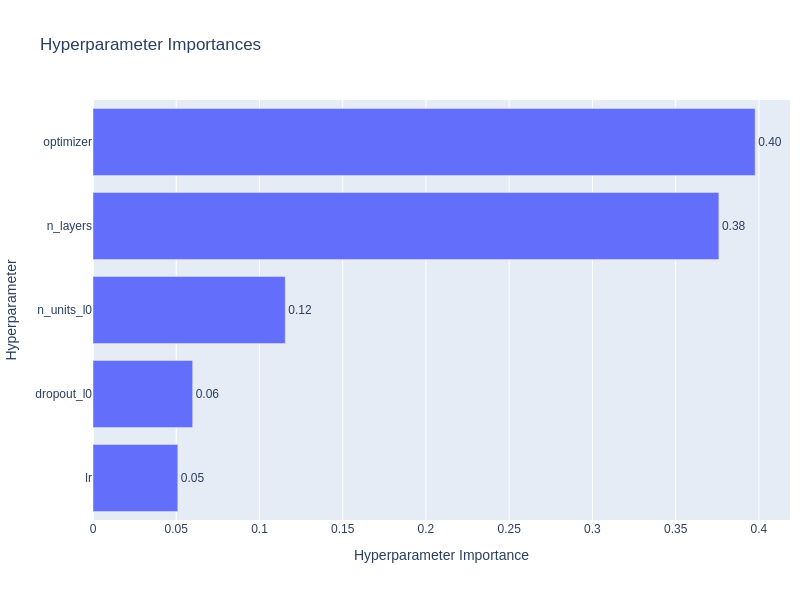 Hyperparameter Importances
Hyperparameter
optimizer
0.40
n_layers
0.38
n_units_l0
0.12
dropout_l0
0.06
lr
0.05
0
0.05
0.1
0.15
0.2
0.25
0.3
0.35
0.4
Hyperparameter Importance